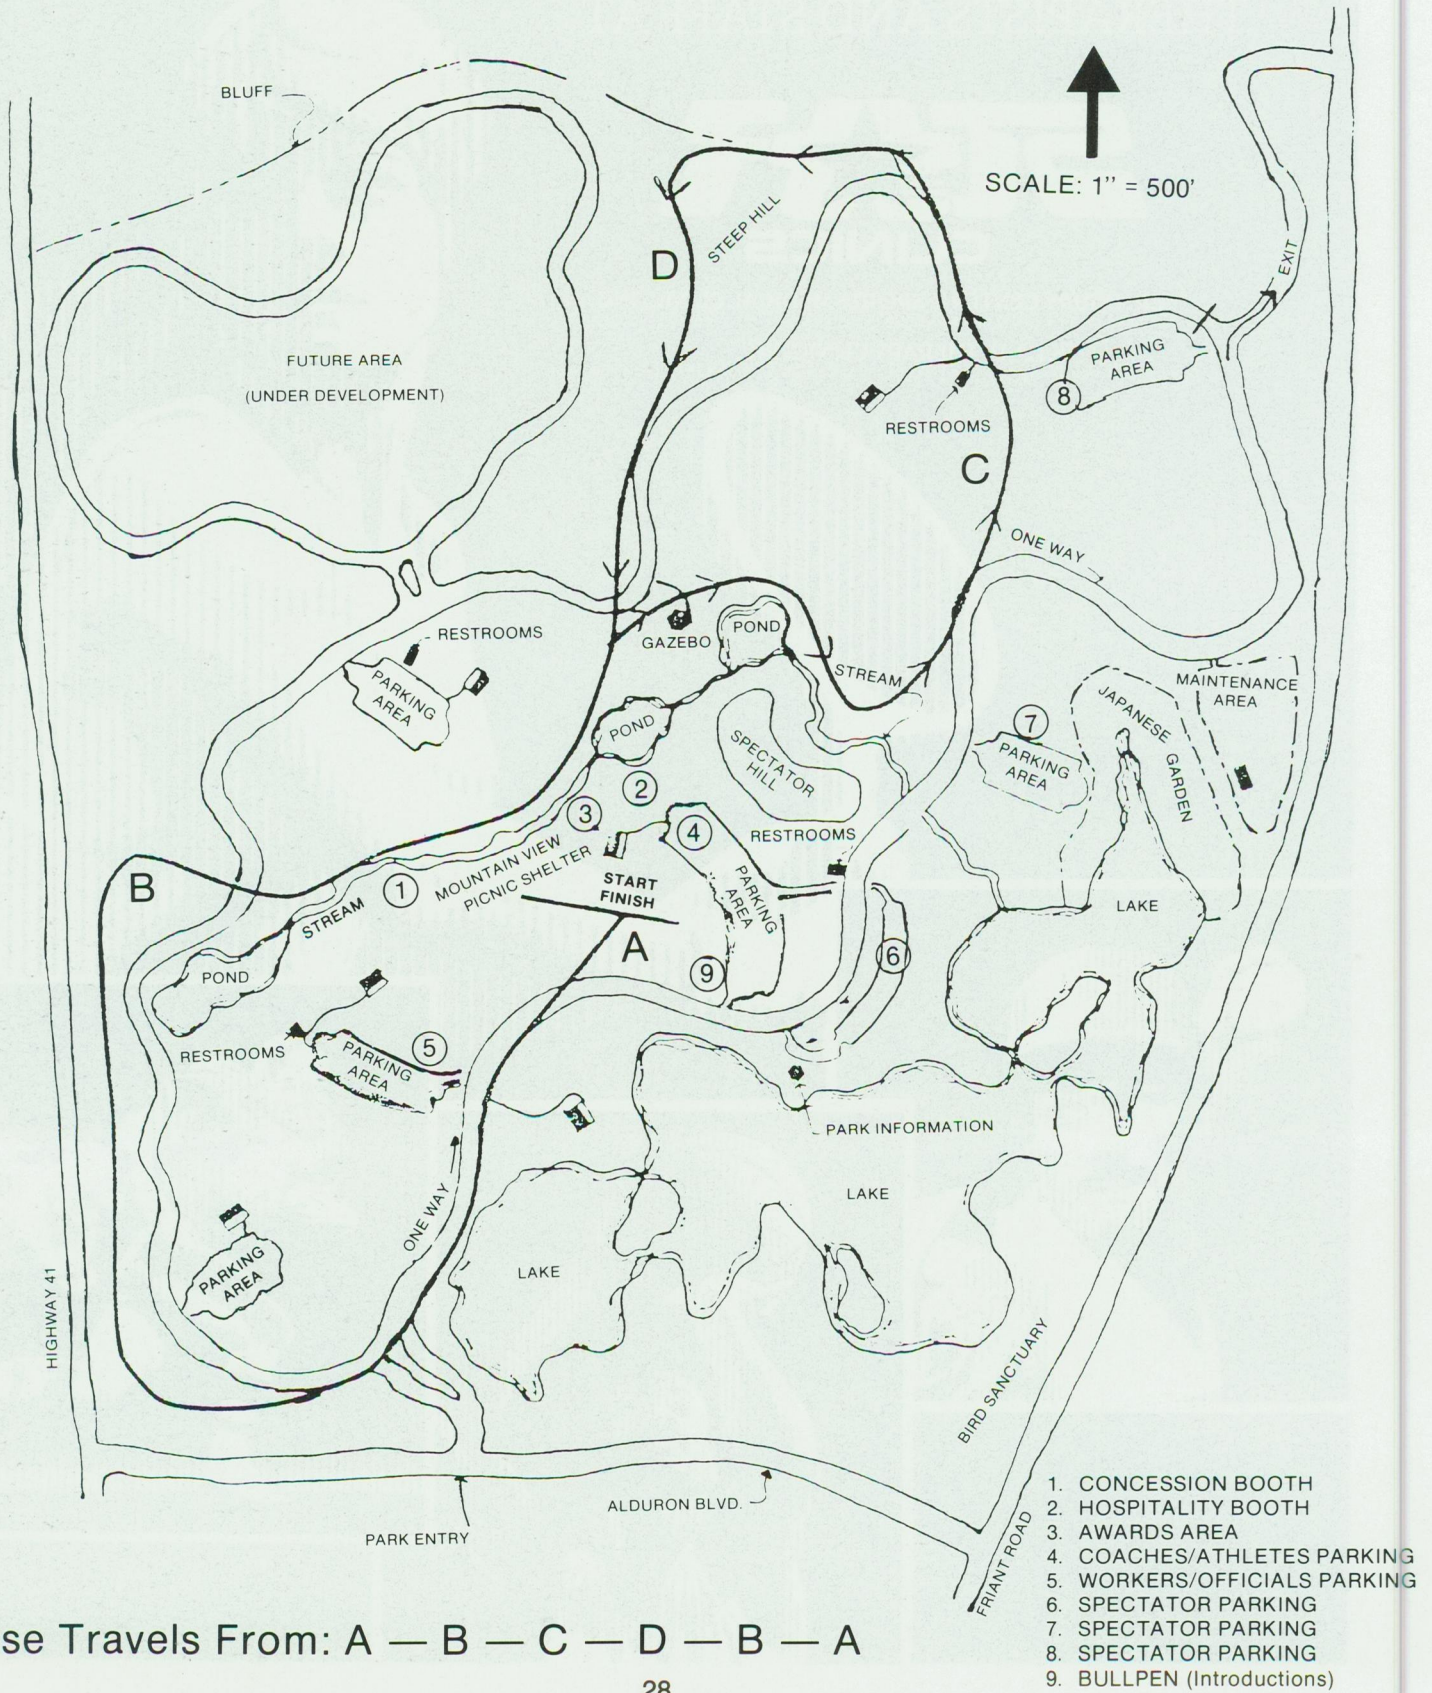 BLUFF
SCALE: 1'' = 500'
EXIT
STEEP HILL
D
FUTURE AREA
(UNDER DEVELOPMENT)
PARKING
AREA
8
RESTROOMS
C
ONE WAY
RESTROOMS
GAZEBO
POND
STREAM
PARKING
AREA
MAINTENANCE
AREA
JAPANESE GARDEN
7
PARKING
AREA
POND
SPECTATOR
HILL
2
3
4
RESTROOMS
MOUNTAIN VIEW
PICNIC SHELTER
START
FINISH
PARKING
AREA
B
1
STREAM
LAKE
A
6
9
POND
RESTROOMS
5
PARKING
AREA
PARK INFORMATION
ONE WAY
LAKE
PARKING
AREA
LAKE
HIGHWAY 41
BIRD SANCTUARY
ALDURON BLVD.
PARK ENTRY
FRIANT ROAD
1. CONCESSION BOOTH
2. HOSPITALITY BOOTH
3. AWARDS AREA
4. COACHES/ATHLETES PARKING
5. WORKERS/OFFICIALS PARKING
6. SPECTATOR PARKING
7. SPECTATOR PARKING
8. SPECTATOR PARKING
9. BULLPEN (Introductions)
se Travels From: A — B — C — D — B — A
28